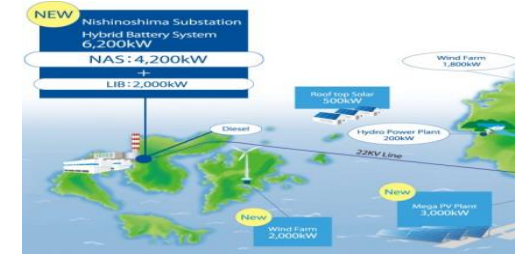 NEW
Nishinoshima Substation
Hybrid Battery System
6,200kW
NAS:4,200kW
+
LIB:2,000kW
Wind Farm
1,800kW
Roof top Solar
500kW
Diesel
Hydro Power Plant
200kW
22KV Line
New
Mega PV Plant
3,000kW
New
Wind Farm
2,000kW